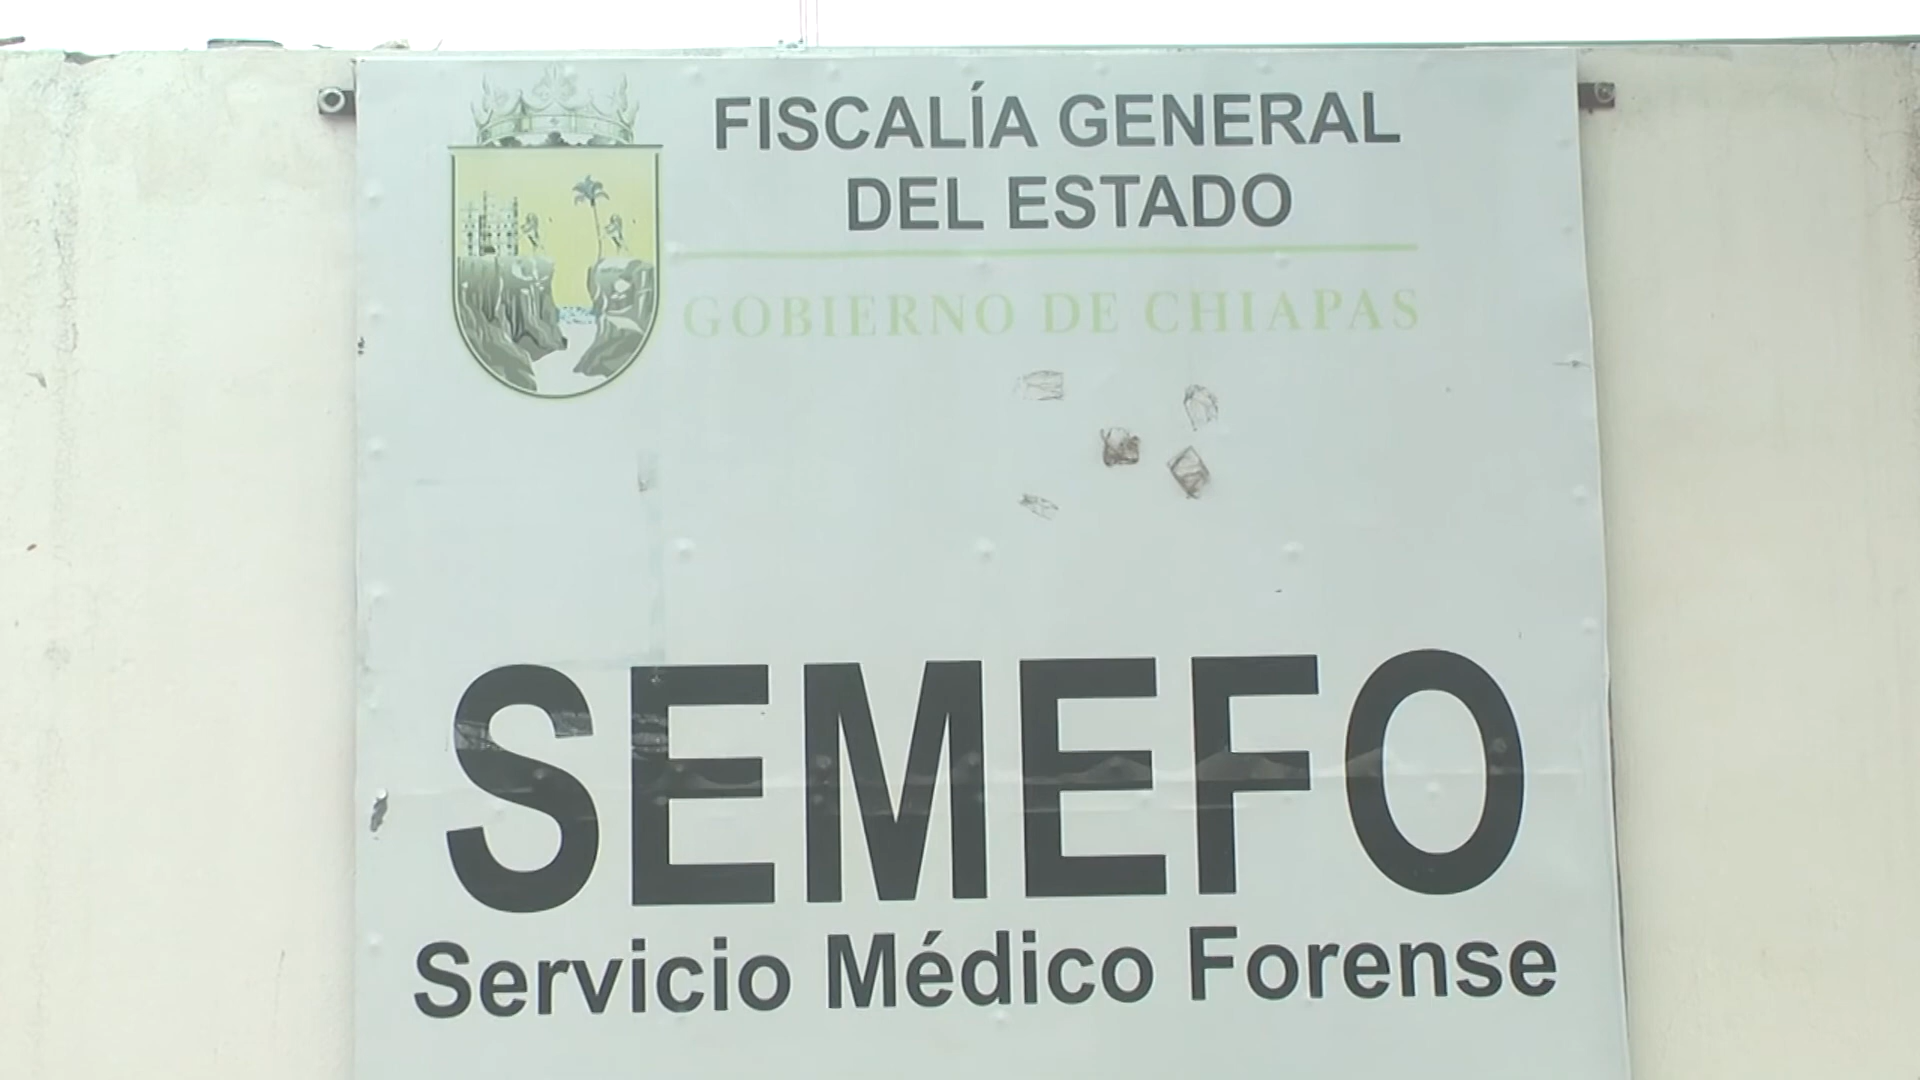 FISCALÍA GENERAL
DEL ESTADO
GOBIERNO DE CHIAPAS
SEMEFO
Servicio Médico Forense